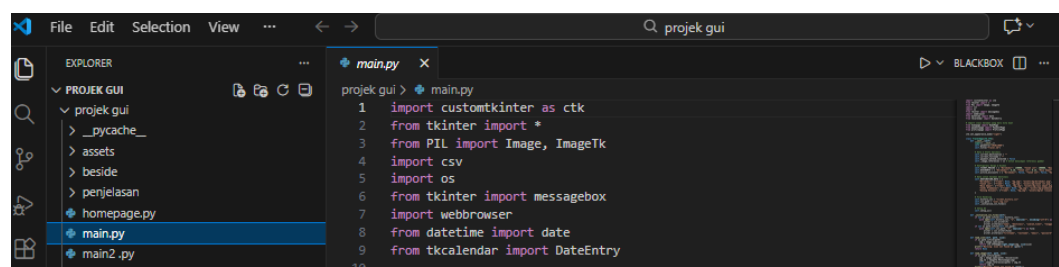 File Edit Selection View ··· projek gui
EXPLORER ···
PROJEK GUI
projek gui
__pycache__
assets
beside
penjelasan
homepage.py
main.py
main2 .py
main.py × BLACKBOX ···
projek gui > main.py
1 import customtkinter as ctk
2 from tkinter import *
3 from PIL import Image, ImageTk
4 import csv
5 import os
6 from tkinter import messagebox
7 import webbrowser
8 from datetime import date
9 from tkcalendar import DateEntry